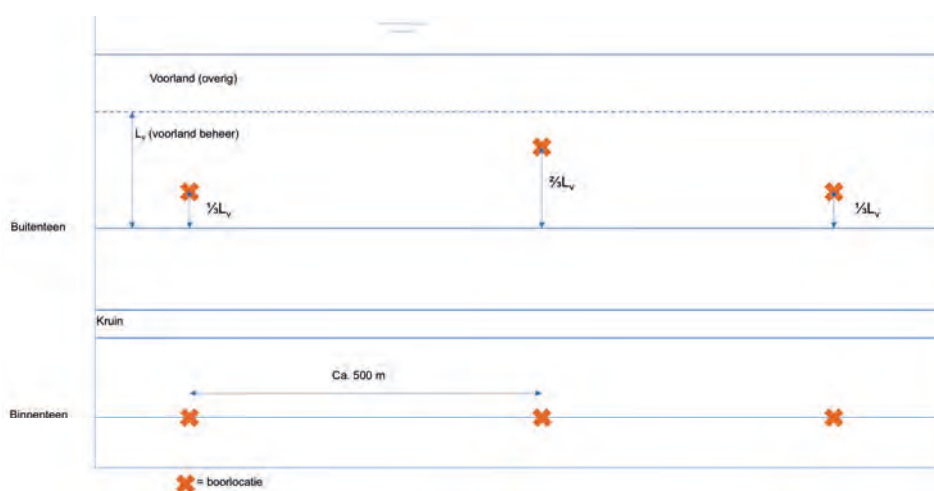 Voorland (overig)
Lᵥ (voorland beheer)
⅔Lᵥ
⅓Lᵥ
⅓Lᵥ
Buitenteen
Kruin
Ca. 500 m
Binnenteen
= boorlocatie